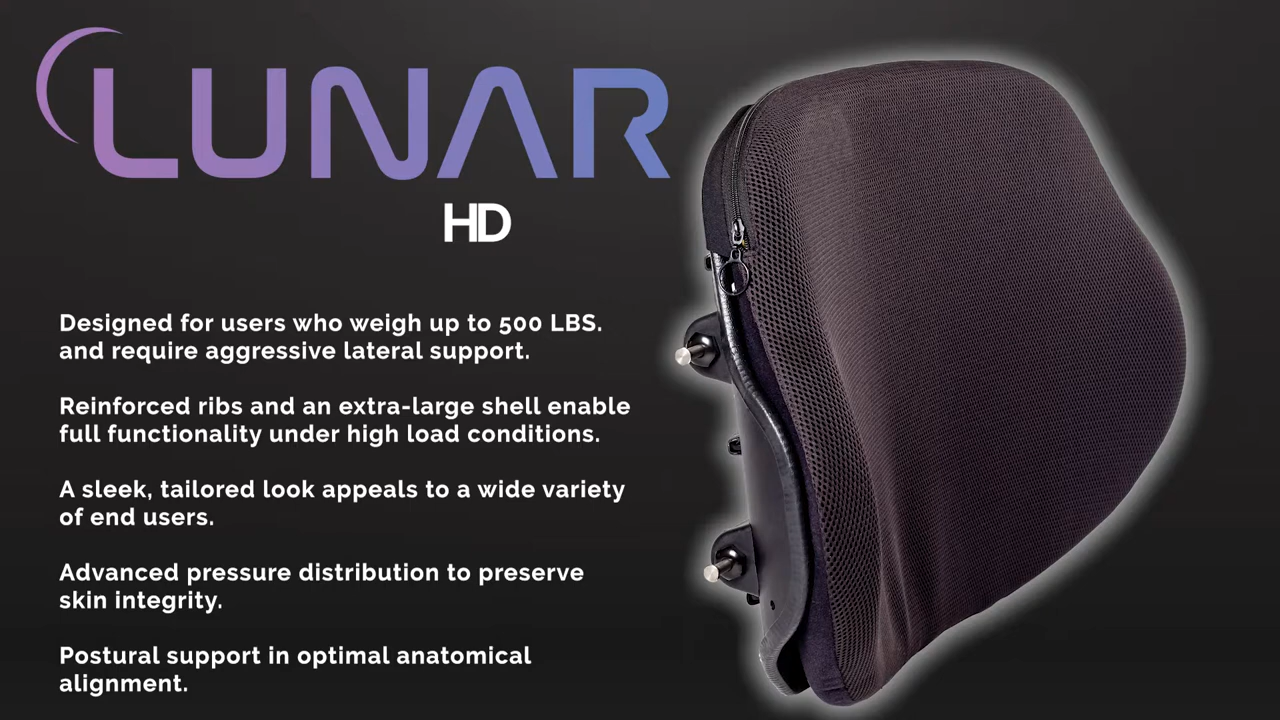 LUNAR
HD
Designed for users who weigh up to 500 LBS.
and require aggressive lateral support.
Reinforced ribs and an extra-large shell enable
full functionality under high load conditions.
A sleek, tailored look appeals to a wide variety
of end users.
Advanced pressure distribution to preserve
skin integrity.
Postural support in optimal anatomical
alignment.